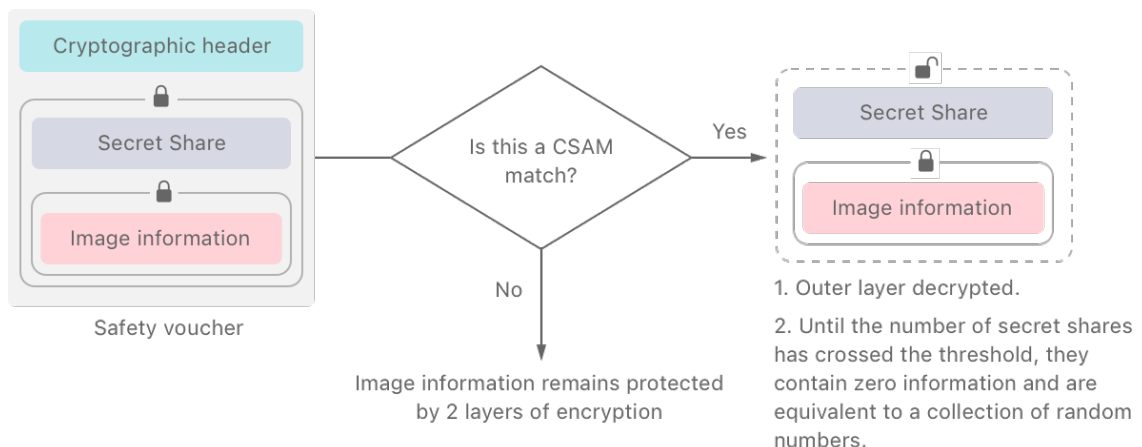 Cryptographic header
Secret Share
Image information
Safety voucher
Is this a CSAM
match?
Yes
No
Image information remains protected
by 2 layers of encryption
Secret Share
Image information
1. Outer layer decrypted.
2. Until the number of secret shares
has crossed the threshold, they
contain zero information and are
equivalent to a collection of random
numbers.